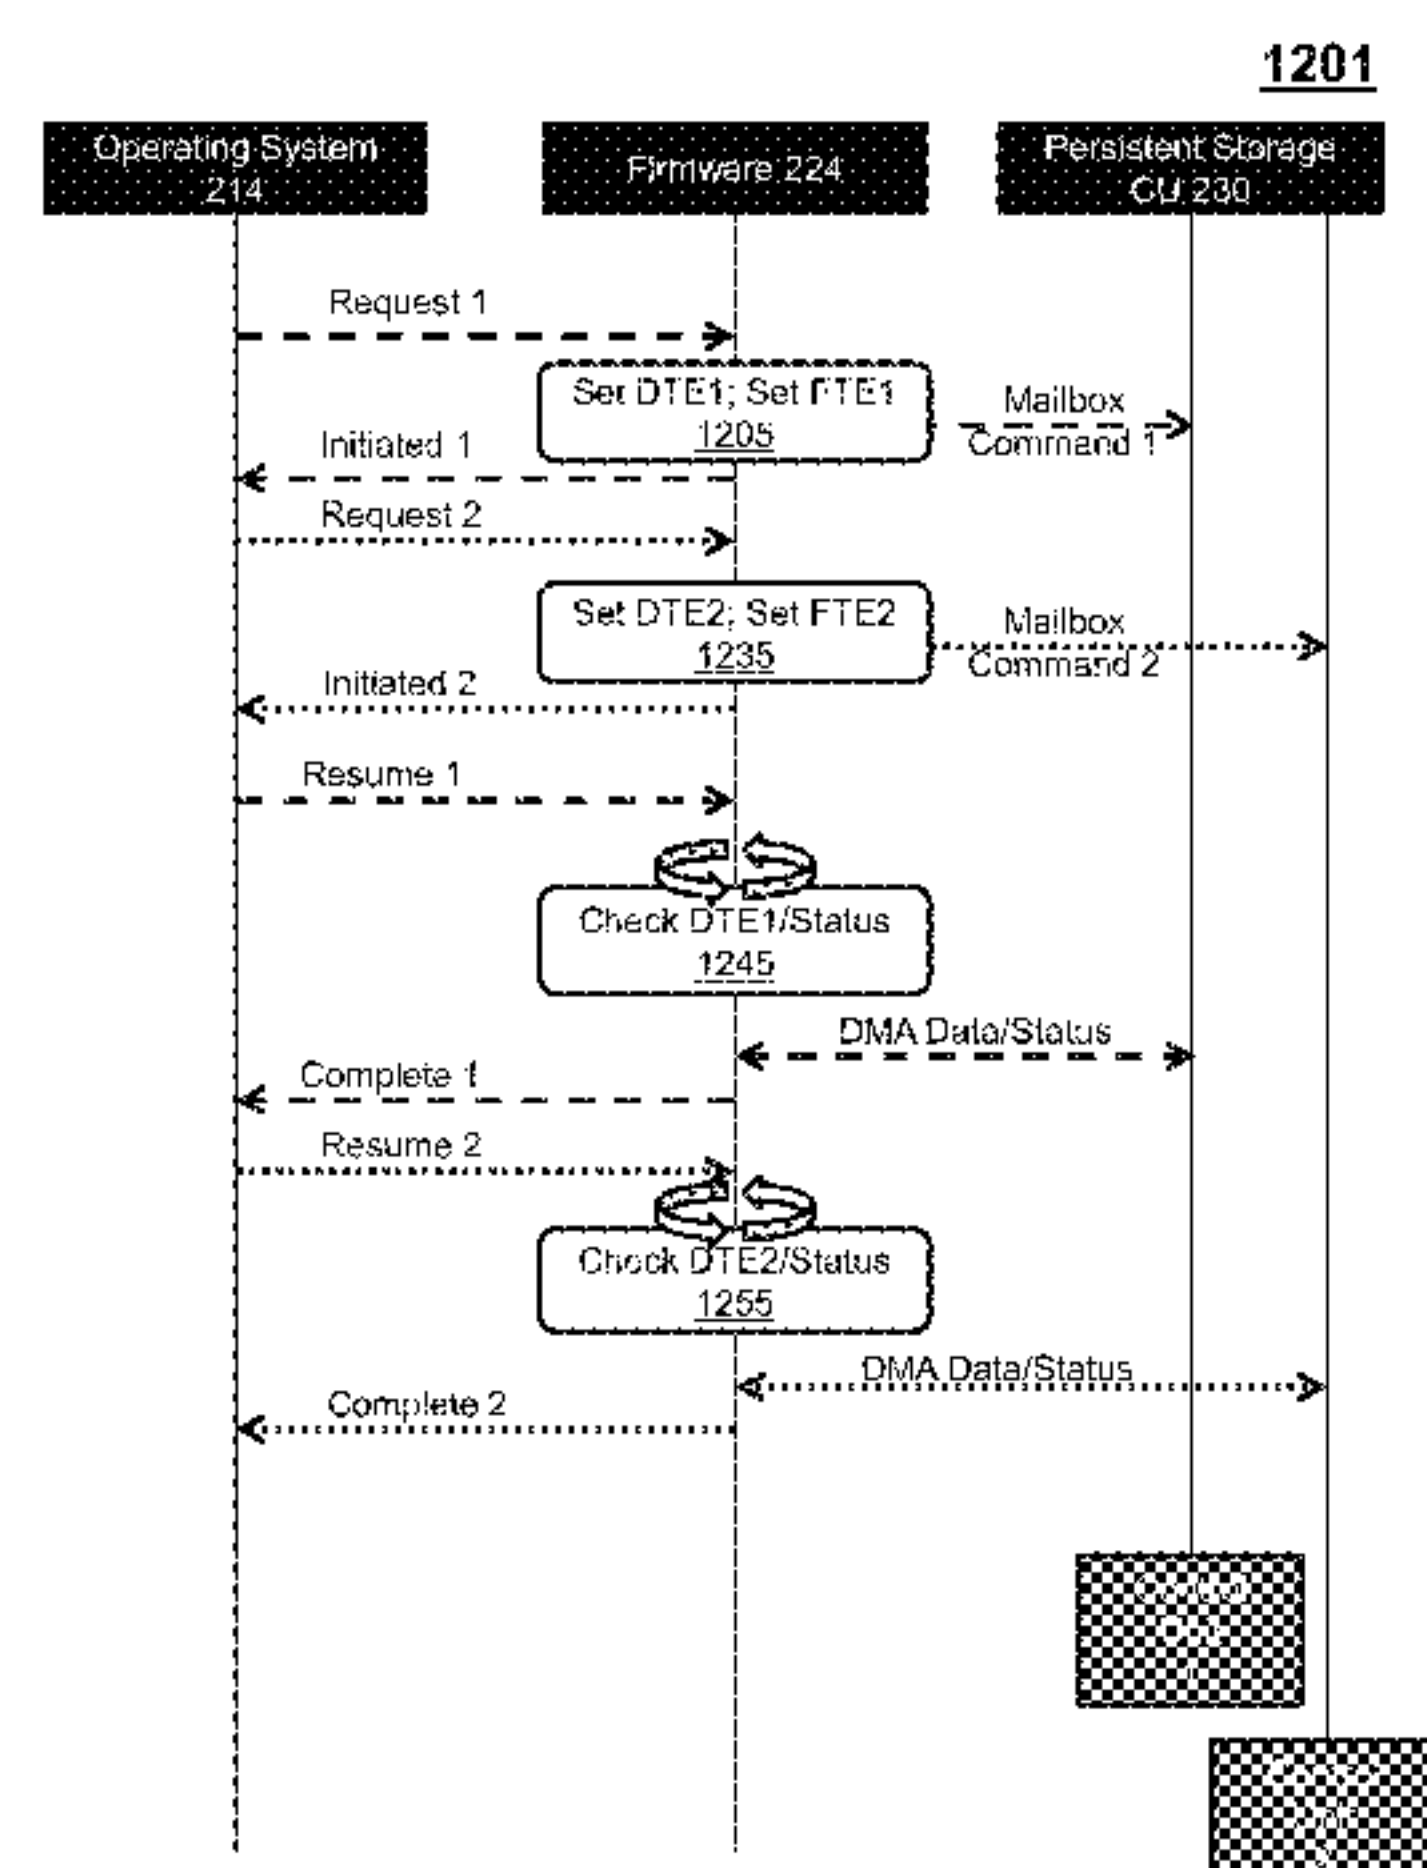 1201
Operating System
214
Firmware 224
Persistent Storage
CU 230
Request 1
Set DTE1; Set FTE1
1205
Mailbox
Command 1
Initiated 1
Request 2
Set DTE2; Set FTE2
1235
Mailbox
Command 2
Initiated 2
Resume 1
Check DTE1/Status
1245
DMA Data/Status
Complete 1
Resume 2
Check DTE2/Status
1255
DMA Data/Status
Complete 2